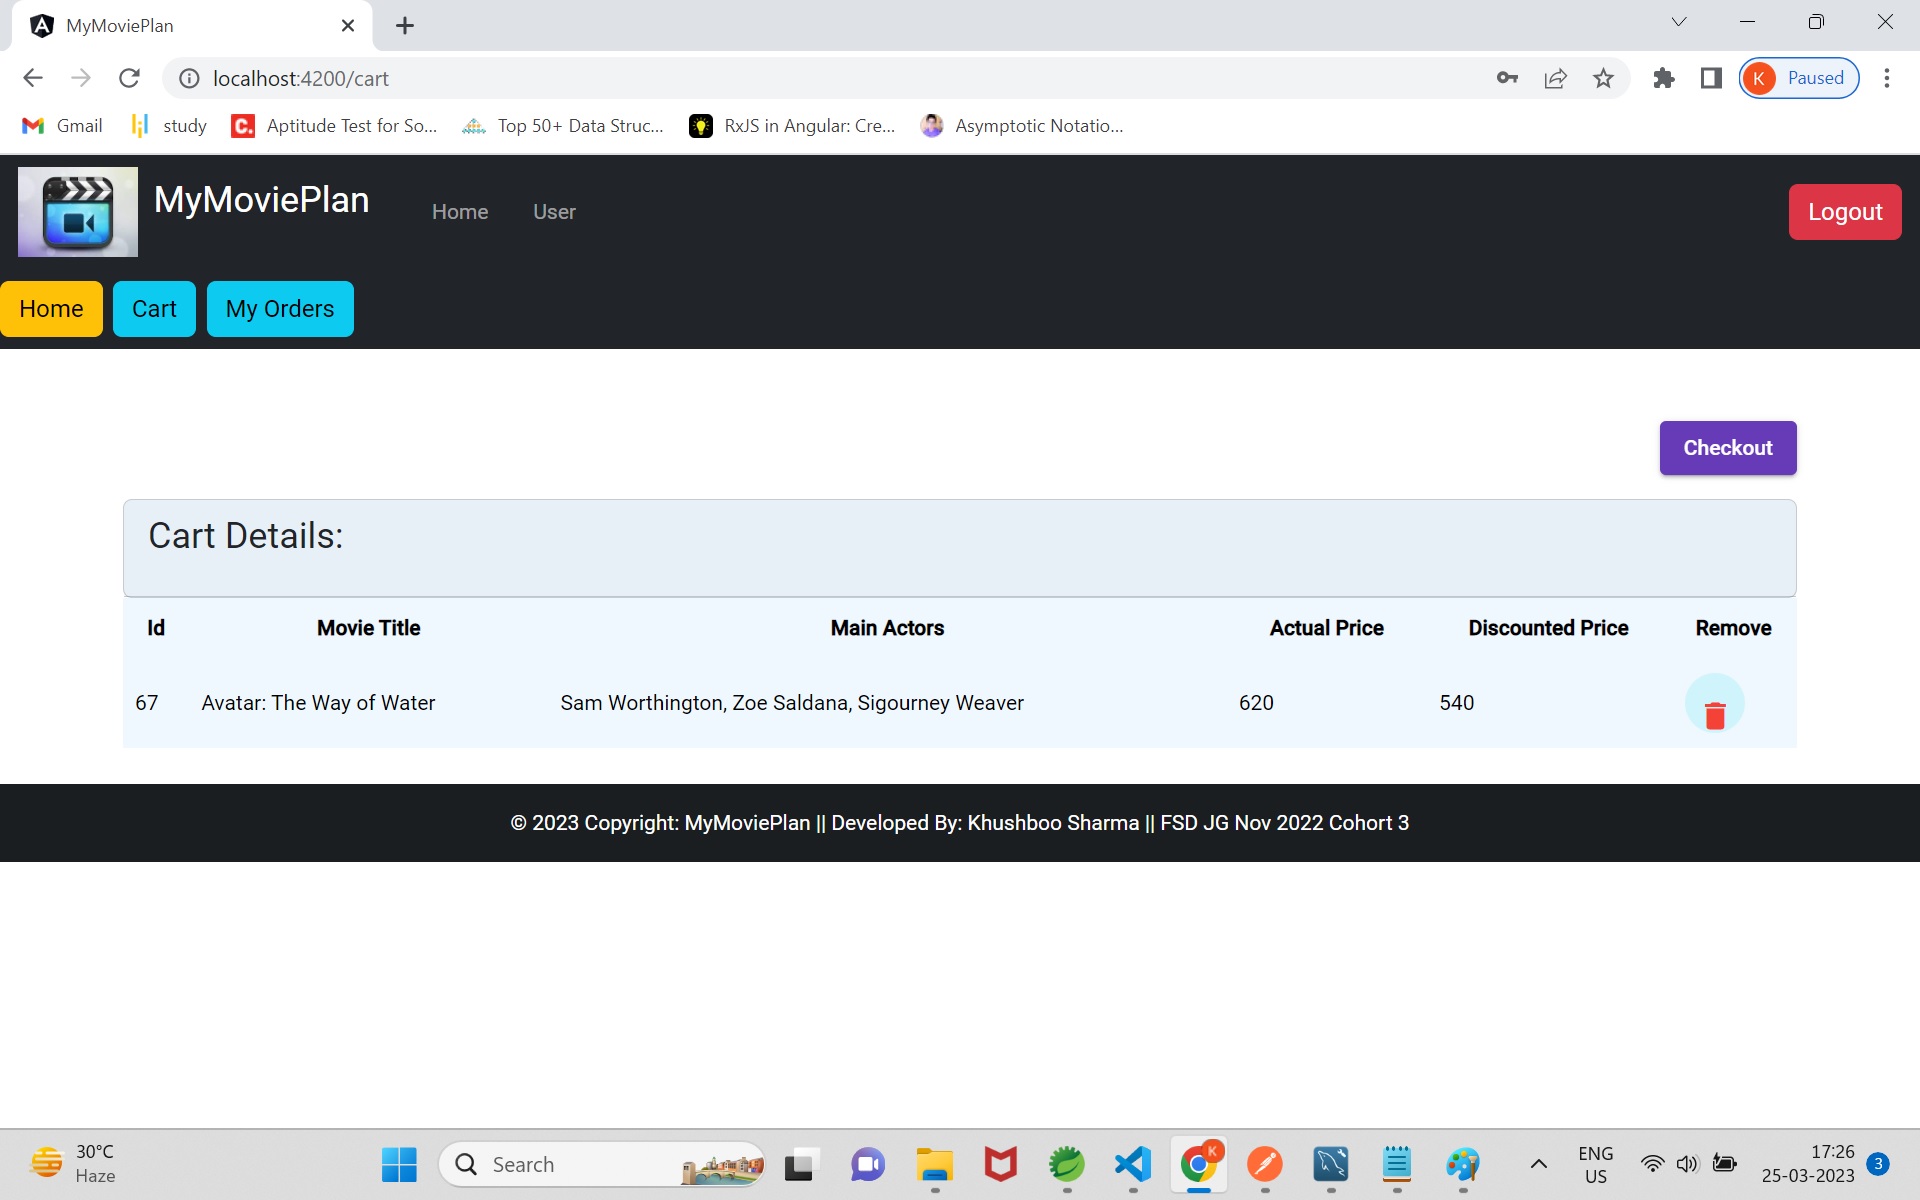 MyMoviePlan
localhost:4200/cart
K Paused
Gmail study C. Aptitude Test for So... Top 50+ Data Struc... RxJS in Angular: Cre... Asymptotic Notatio...
MyMoviePlan Home User Logout
Home Cart My Orders
Checkout
Cart Details:
Id Movie Title Main Actors Actual Price Discounted Price Remove
67 Avatar: The Way of Water Sam Worthington, Zoe Saldana, Sigourney Weaver 620 540
© 2023 Copyright: MyMoviePlan || Developed By: Khushboo Sharma || FSD JG Nov 2022 Cohort 3
30°C
Haze
Search
K
ENG
US
17:26
25-03-2023
3